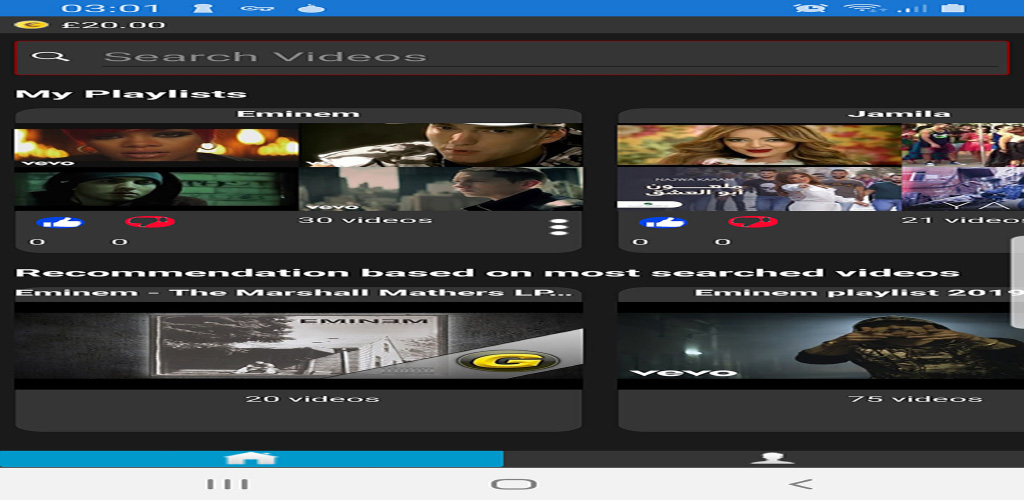 03:01
£20.00
Search Videos
My Playlists
Eminem
Jamila
vevo
vevo
30 videos
21 videos
0 0
0 0
Recommendation based on most searched videos
Eminem - The Marshall Mathers LP...
Eminem playlist 2019
EMINEM
G
vevo
20 videos
75 videos